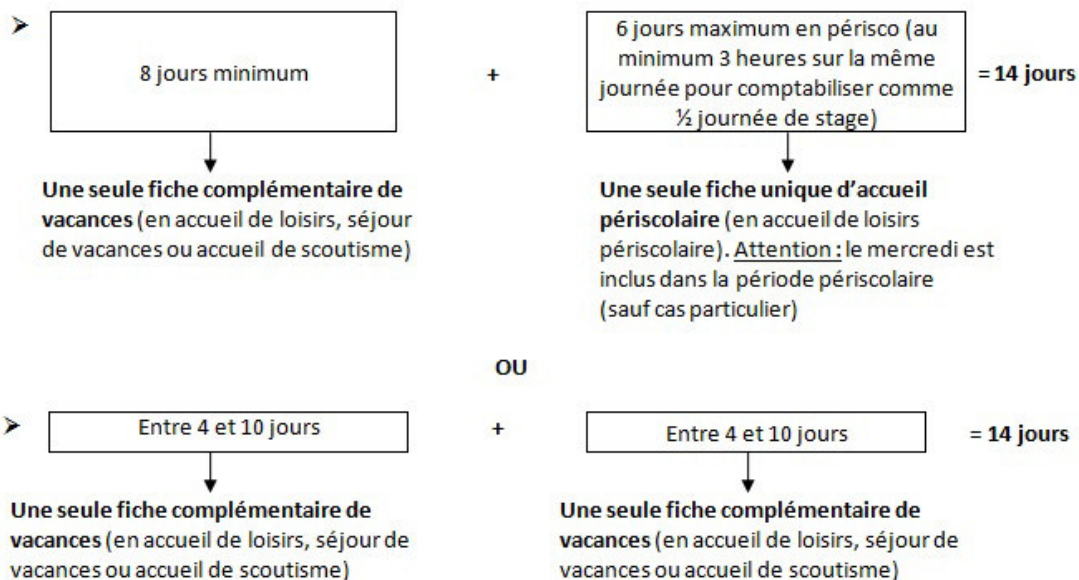 ➤
8 jours minimum
+
6 jours maximum en périsco (au
minimum 3 heures sur la même
journée pour comptabiliser comme
½ journée de stage)
= 14 jours
Une seule fiche complémentaire de
vacances (en accueil de loisirs, séjour
de vacances ou accueil de scoutisme)
Une seule fiche unique d'accueil
périscolaire (en accueil de loisirs
périscolaire). Attention : le mercredi est
inclus dans la période périscolaire
(sauf cas particulier)
OU
➤
Entre 4 et 10 jours
+
Entre 4 et 10 jours
= 14 jours
Une seule fiche complémentaire de
vacances (en accueil de loisirs, séjour de
vacances ou accueil de scoutisme)
Une seule fiche complémentaire de
vacances (en accueil de loisirs, séjour de
vacances ou accueil de scoutisme)